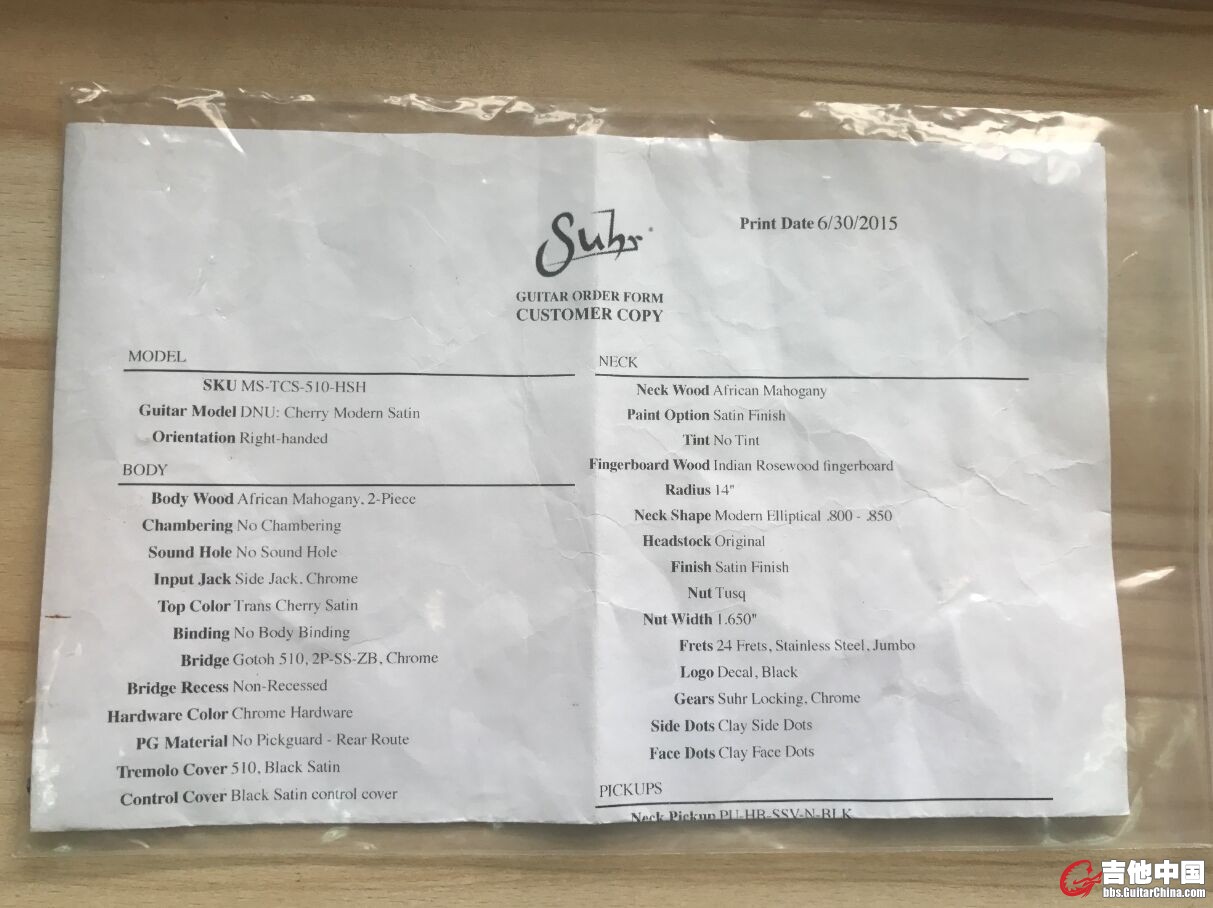 Suhr
Print Date 6/30/2015
GUITAR ORDER FORM
CUSTOMER COPY
MODEL
SKU MS-TCS-510-HSH
Guitar Model DNU: Cherry Modern Satin
Orientation Right-handed
BODY
Body Wood African Mahogany, 2-Piece
Chambering No Chambering
Sound Hole No Sound Hole
Input Jack Side Jack, Chrome
Top Color Trans Cherry Satin
Binding No Body Binding
Bridge Gotoh 510, 2P-SS-ZB, Chrome
Bridge Recess Non-Recessed
Hardware Color Chrome Hardware
PG Material No Pickguard - Rear Route
Tremolo Cover 510, Black Satin
Control Cover Black Satin control cover
NECK
Neck Wood African Mahogany
Paint Option Satin Finish
Tint No Tint
Fingerboard Wood Indian Rosewood fingerboard
Radius 14"
Neck Shape Modern Elliptical .800 - .850
Headstock Original
Finish Satin Finish
Nut Tusq
Nut Width 1.650"
Frets 24 Frets, Stainless Steel, Jumbo
Logo Decal, Black
Gears Suhr Locking, Chrome
Side Dots Clay Side Dots
Face Dots Clay Face Dots
PICKUPS
Neck Pickup PU-HB-SSV-N-BLK
吉他中国
bbs.GuitarChina.com